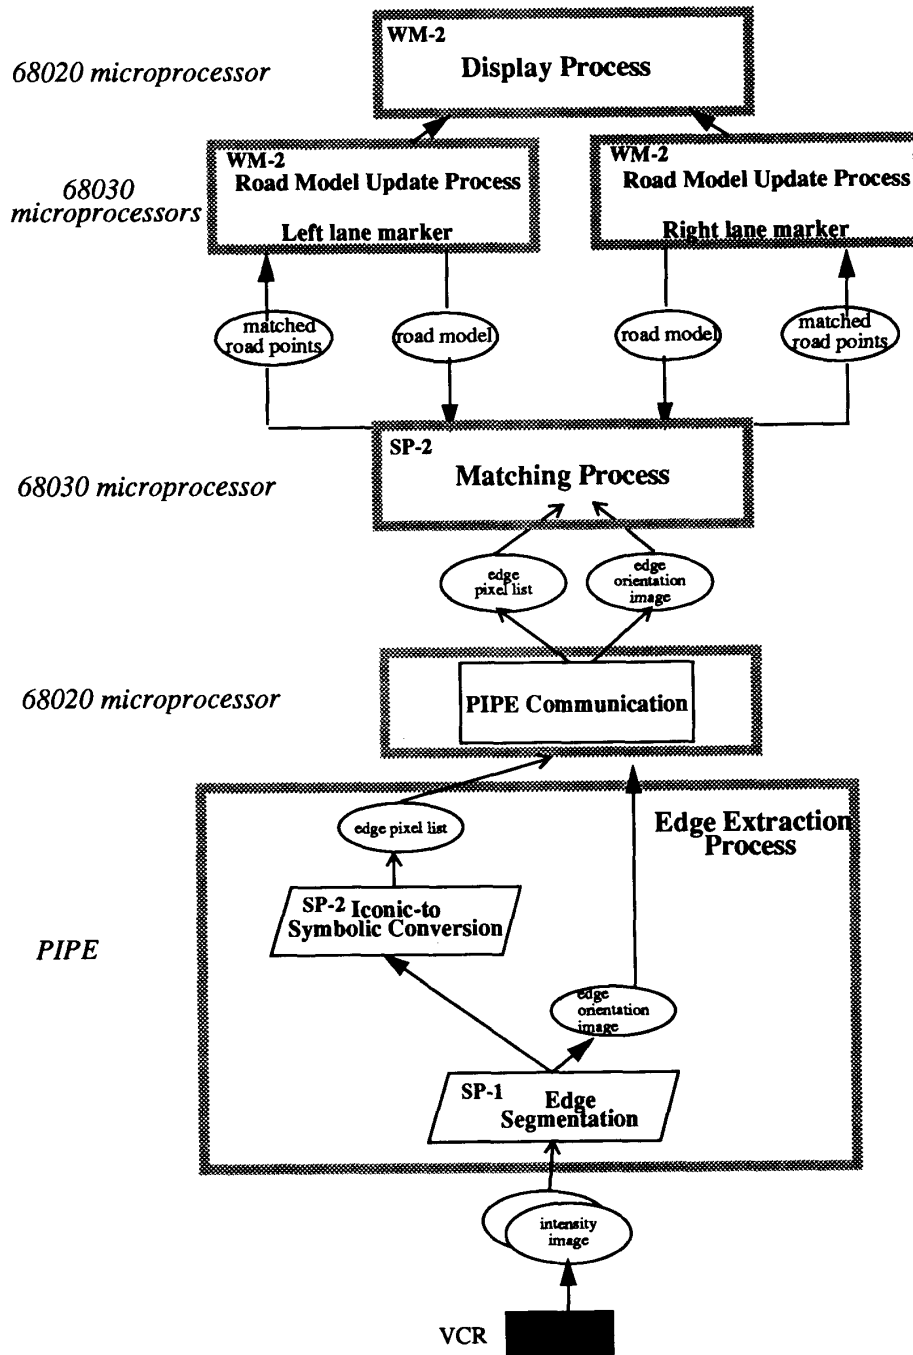 WM-2
Display Process
68020 microprocessor
WM-2
Road Model Update Process
Left lane marker
WM-2
Road Model Update Process
Right lane marker
68030
microprocessors
matched
road points
road model
road model
matched
road points
SP-2
Matching Process
68030 microprocessor
edge
pixel list
edge
orientation
image
68020 microprocessor
PIPE Communication
Edge Extraction
Process
edge pixel list
SP-2 Iconic-to
Symbolic Conversion
PIPE
edge
orientation
image
SP-1 Edge
Segmentation
intensity
image
VCR